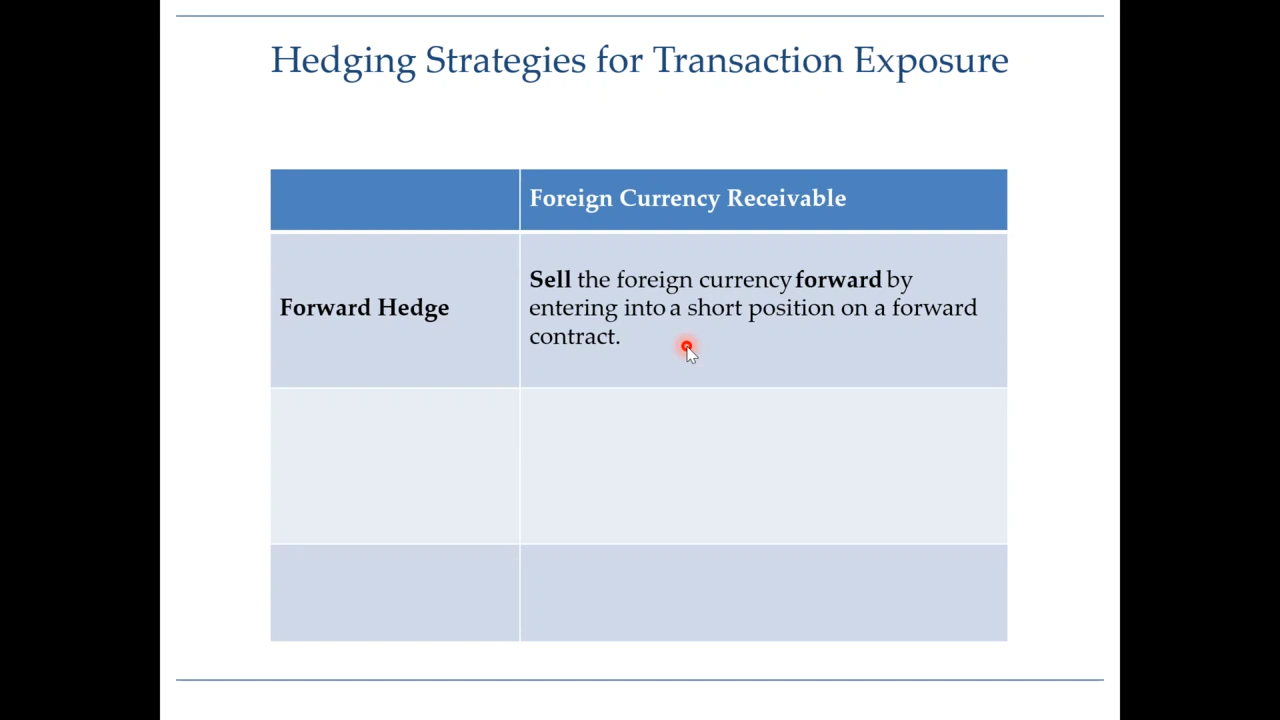 Hedging Strategies for Transaction Exposure
Foreign Currency Receivable
Forward Hedge
Sell the foreign currency forward by
entering into a short position on a forward
contract.